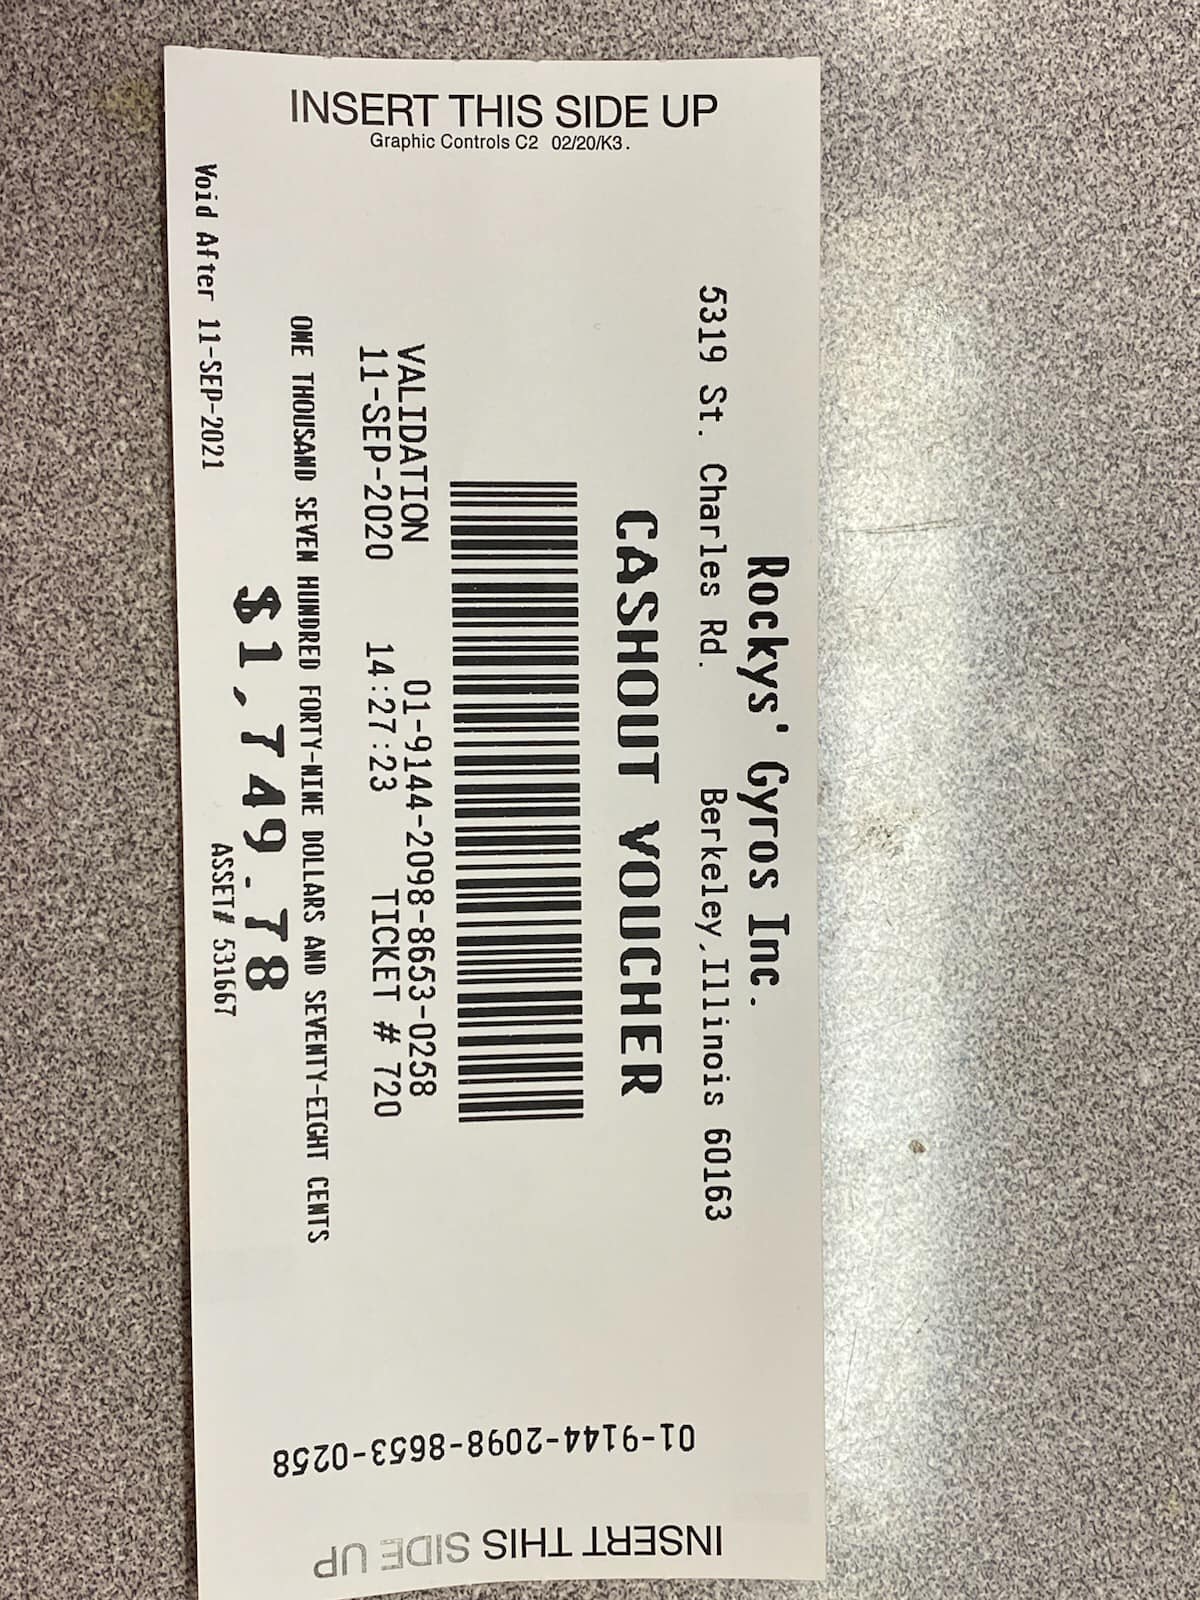 INSERT THIS SIDE UP
Graphic Controls C2 02/20/K3.
Rockys' Gyros Inc.
5319 St. Charles Rd. Berkeley,Illinois 60163
CASHOUT VOUCHER
VALIDATION 01-9144-2098-8653-0258
11-SEP-2020 14:27:23 TICKET # 720
ONE THOUSAND SEVEN HUNDRED FORTY-NINE DOLLARS AND SEVENTY-EIGHT CENTS
$1,749.78
Void After 11-SEP-2021 ASSET# 531667
01-9144-2098-8653-0258
INSERT THIS SIDE UP